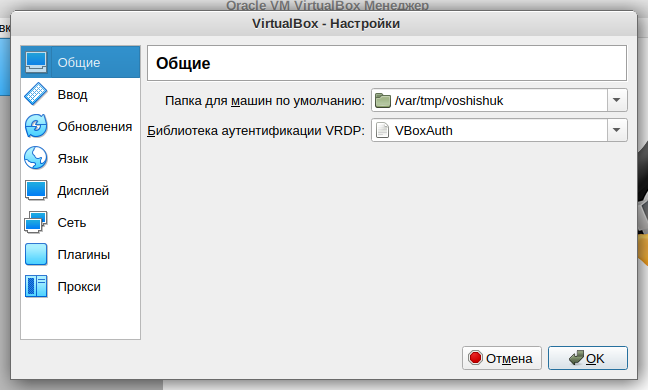 Oracle VM VirtualBox Менеджер
VirtualBox - Настройки
Общие
Ввод
Обновления
Язык
Дисплей
Сеть
Плагины
Прокси
Общие
Папка для машин по умолчанию: /var/tmp/voshishuk
Библиотека аутентификации VRDP: VBoxAuth
Отмена OK